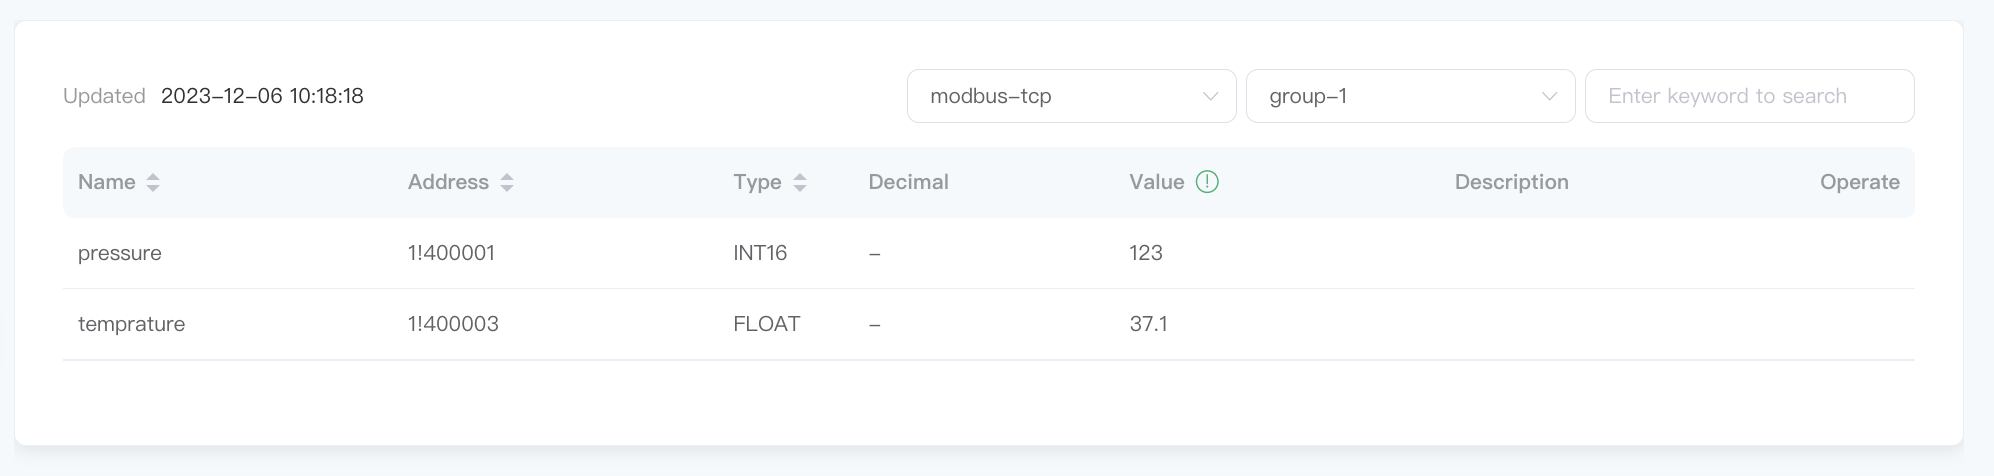 Updated 2023-12-06 10:18:18 modbus-tcp group-1 Enter keyword to search
Name Address Type Decimal Value Description Operate
pressure 1!400001 INT16 - 123
temprature 1!400003 FLOAT - 37.1